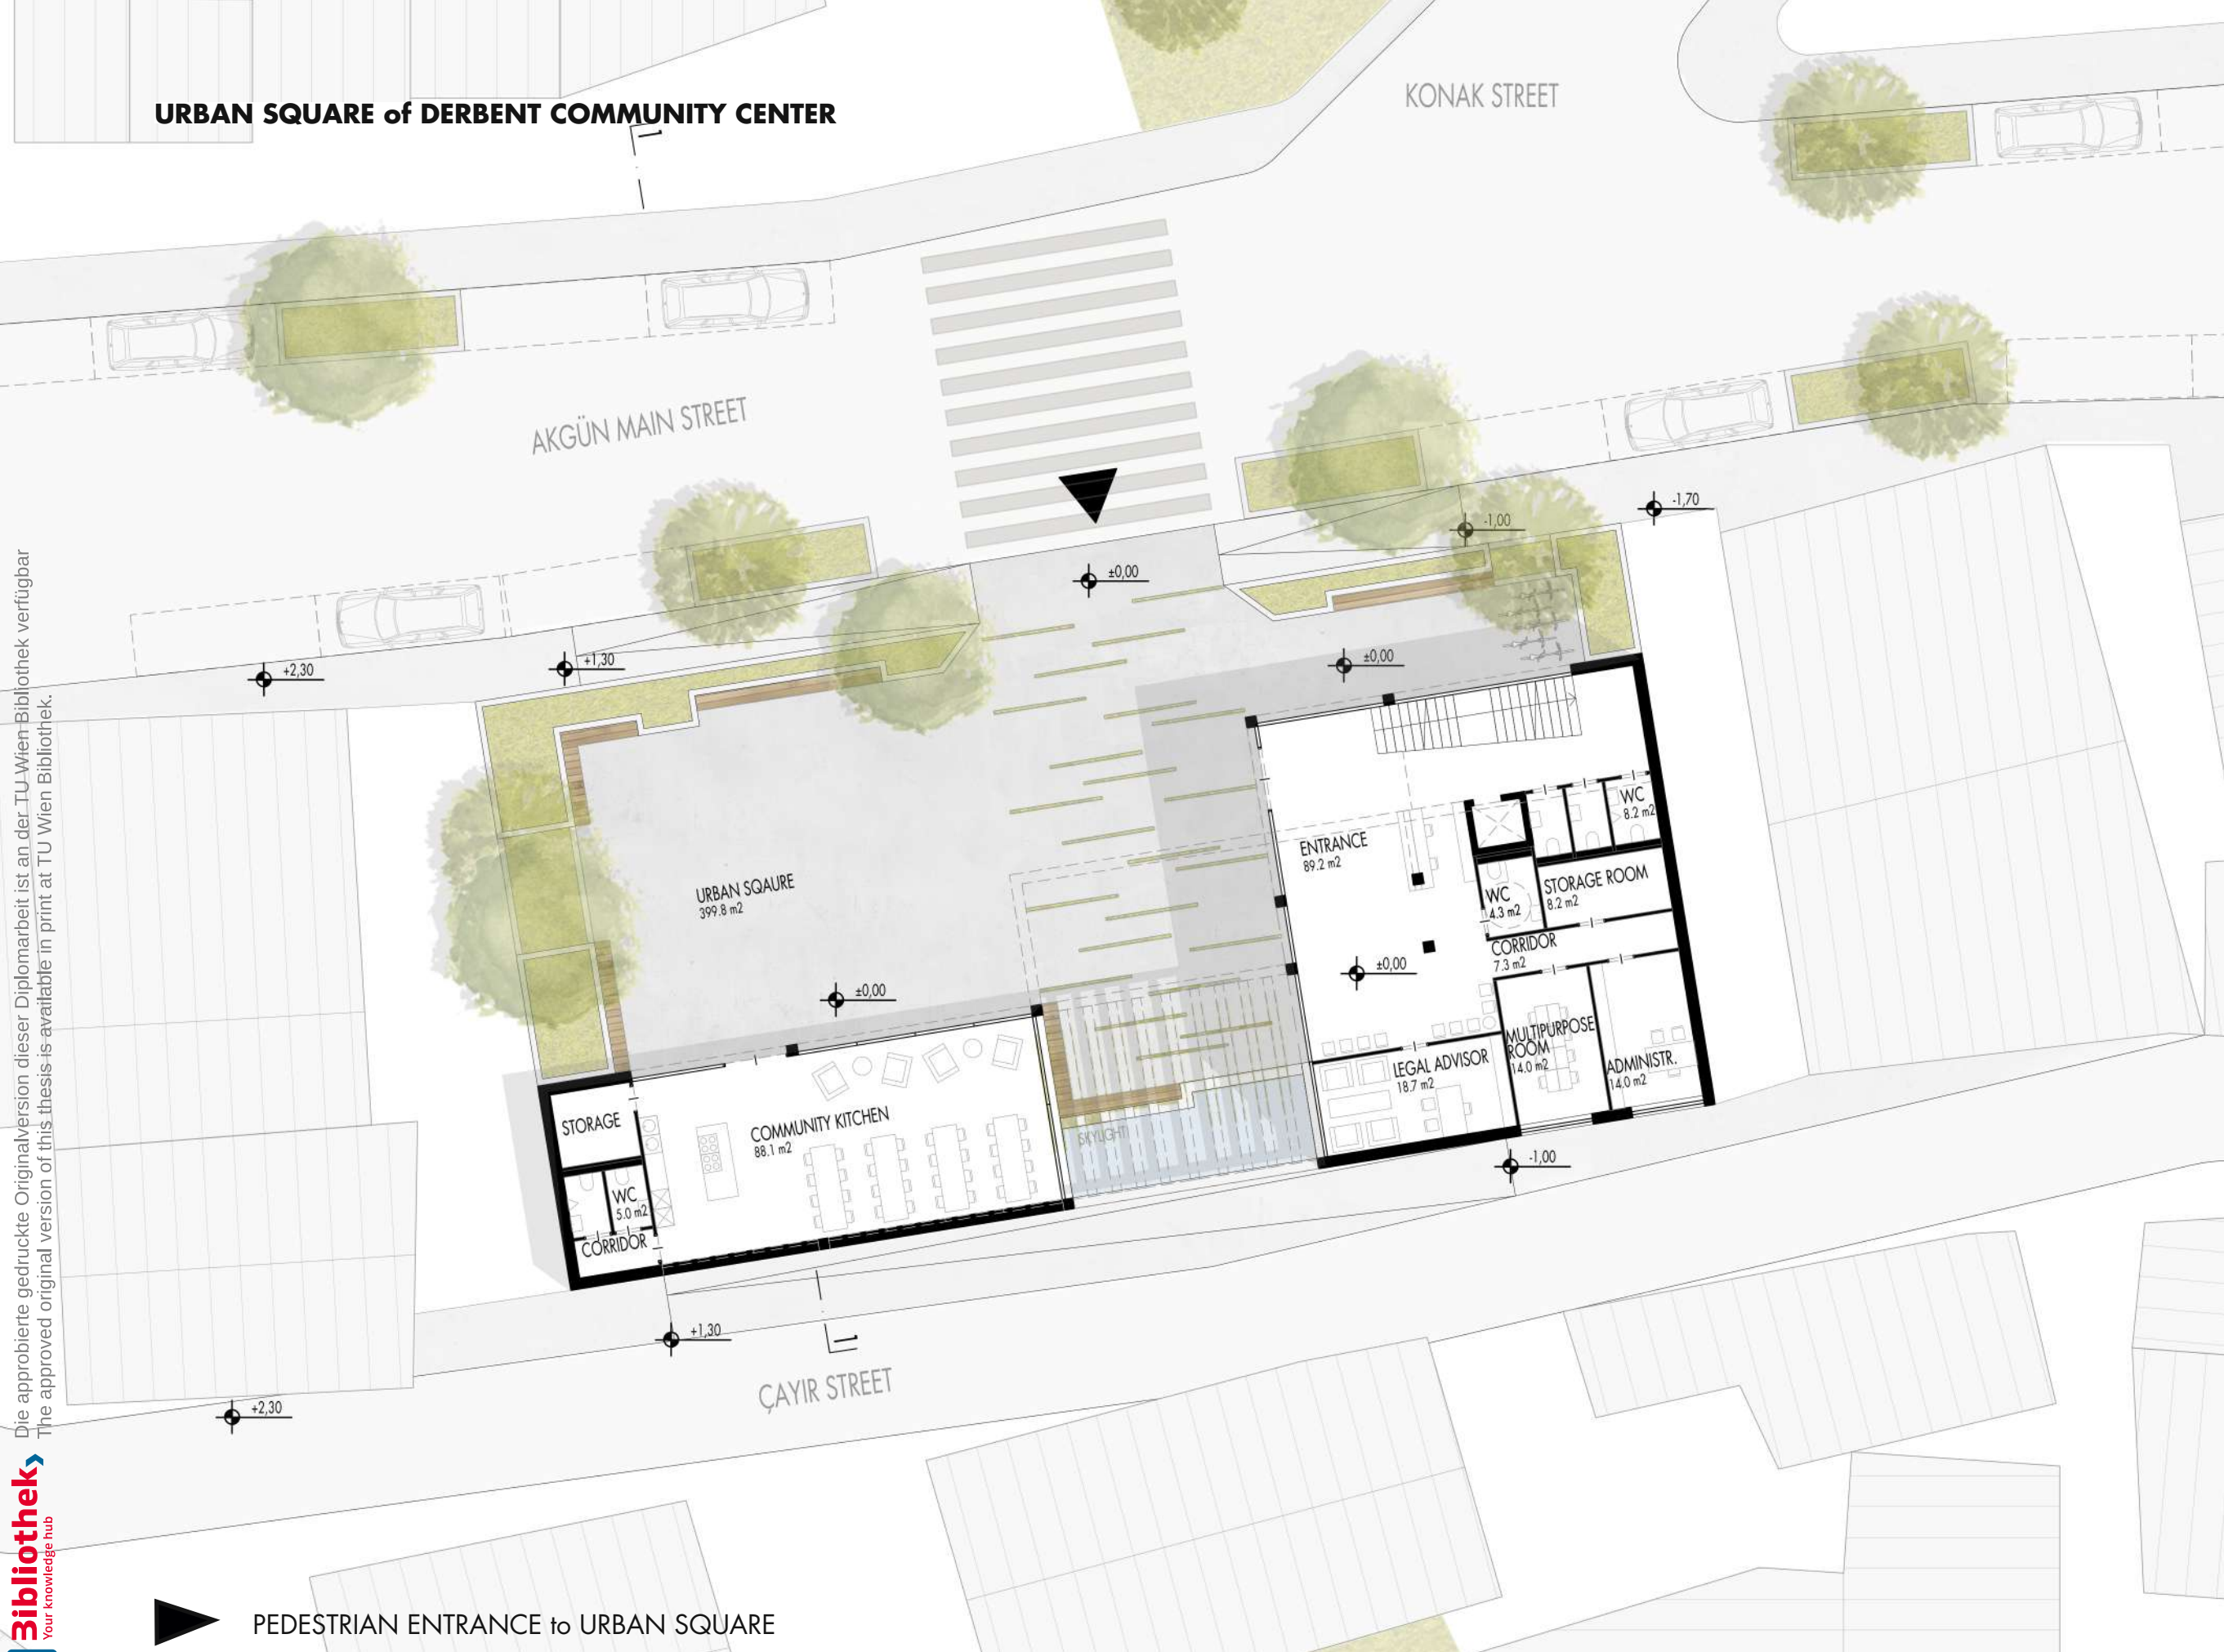 URBAN SQUARE of DERBENT COMMUNITY CENTER
KONAK STREET
AKGÜN MAIN STREET
-1,70
-1,00
±0,00
+1,30
±0,00
+2,30
WC
8.2 m2
ENTRANCE
89.2 m2
STORAGE ROOM
8.2 m2
WC
4.3 m2
URBAN SQAURE
399.8 m2
CORRIDOR
7.3 m2
±0,00
±0,00
MULTIPURPOSE
ROOM
14.0 m2
LEGAL ADVISOR
18.7 m2
ADMINISTR.
14.0 m2
STORAGE
COMMUNITY KITCHEN
88.1 m2
SKYLIGHT
-1,00
WC
5.0 m2
CORRIDOR
+1,30
ÇAYIR STREET
+2,30
PEDESTRIAN ENTRANCE to URBAN SQUARE
Die approbierte gedruckte Originalversion dieser Diplomarbeit ist an der TU Wien Bibliothek verfügbar
The approved original version of this thesis is available in print at TU Wien Bibliothek.
Bibliothek
Your knowledge hub